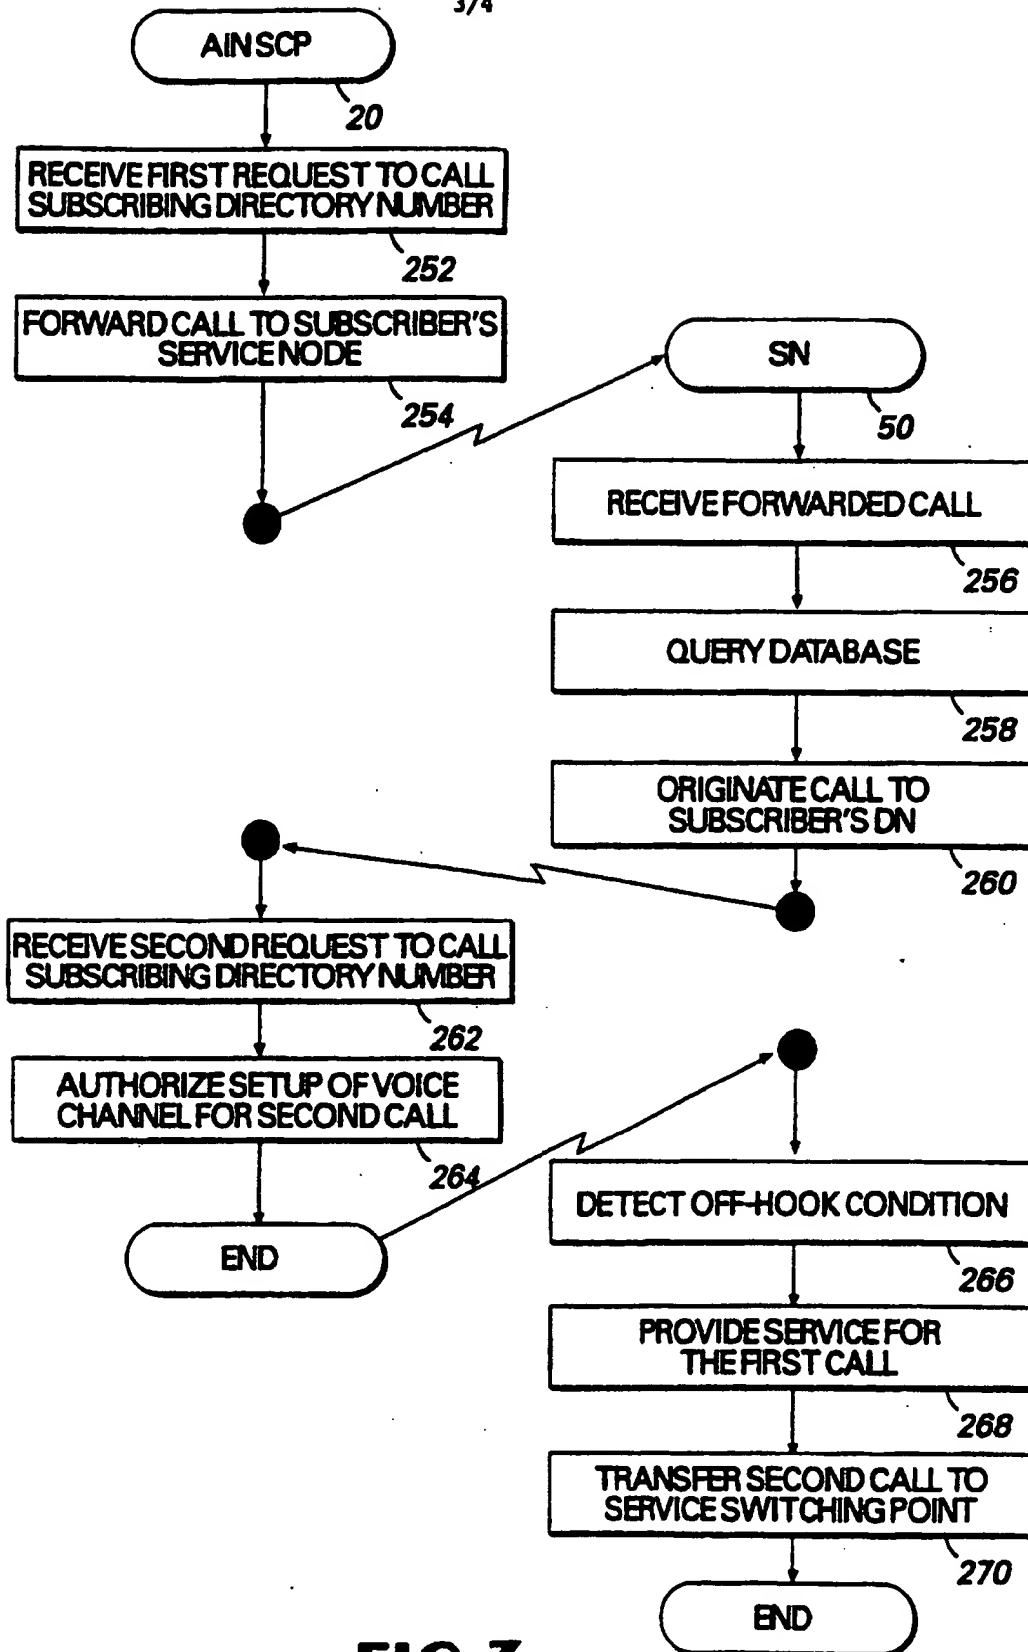 3/4
AIN SCP
20
RECEIVE FIRST REQUEST TO CALL
SUBSCRIBING DIRECTORY NUMBER
252
FORWARD CALL TO SUBSCRIBER'S
SERVICE NODE
254
SN
50
RECEIVE FORWARDED CALL
256
QUERY DATABASE
258
ORIGINATE CALL TO
SUBSCRIBER'S DN
260
RECEIVE SECOND REQUEST TO CALL
SUBSCRIBING DIRECTORY NUMBER
262
AUTHORIZE SETUP OF VOICE
CHANNEL FOR SECOND CALL
264
END
DETECT OFF-HOOK CONDITION
266
PROVIDE SERVICE FOR
THE FIRST CALL
268
TRANSFER SECOND CALL TO
SERVICE SWITCHING POINT
270
END
FIG 3